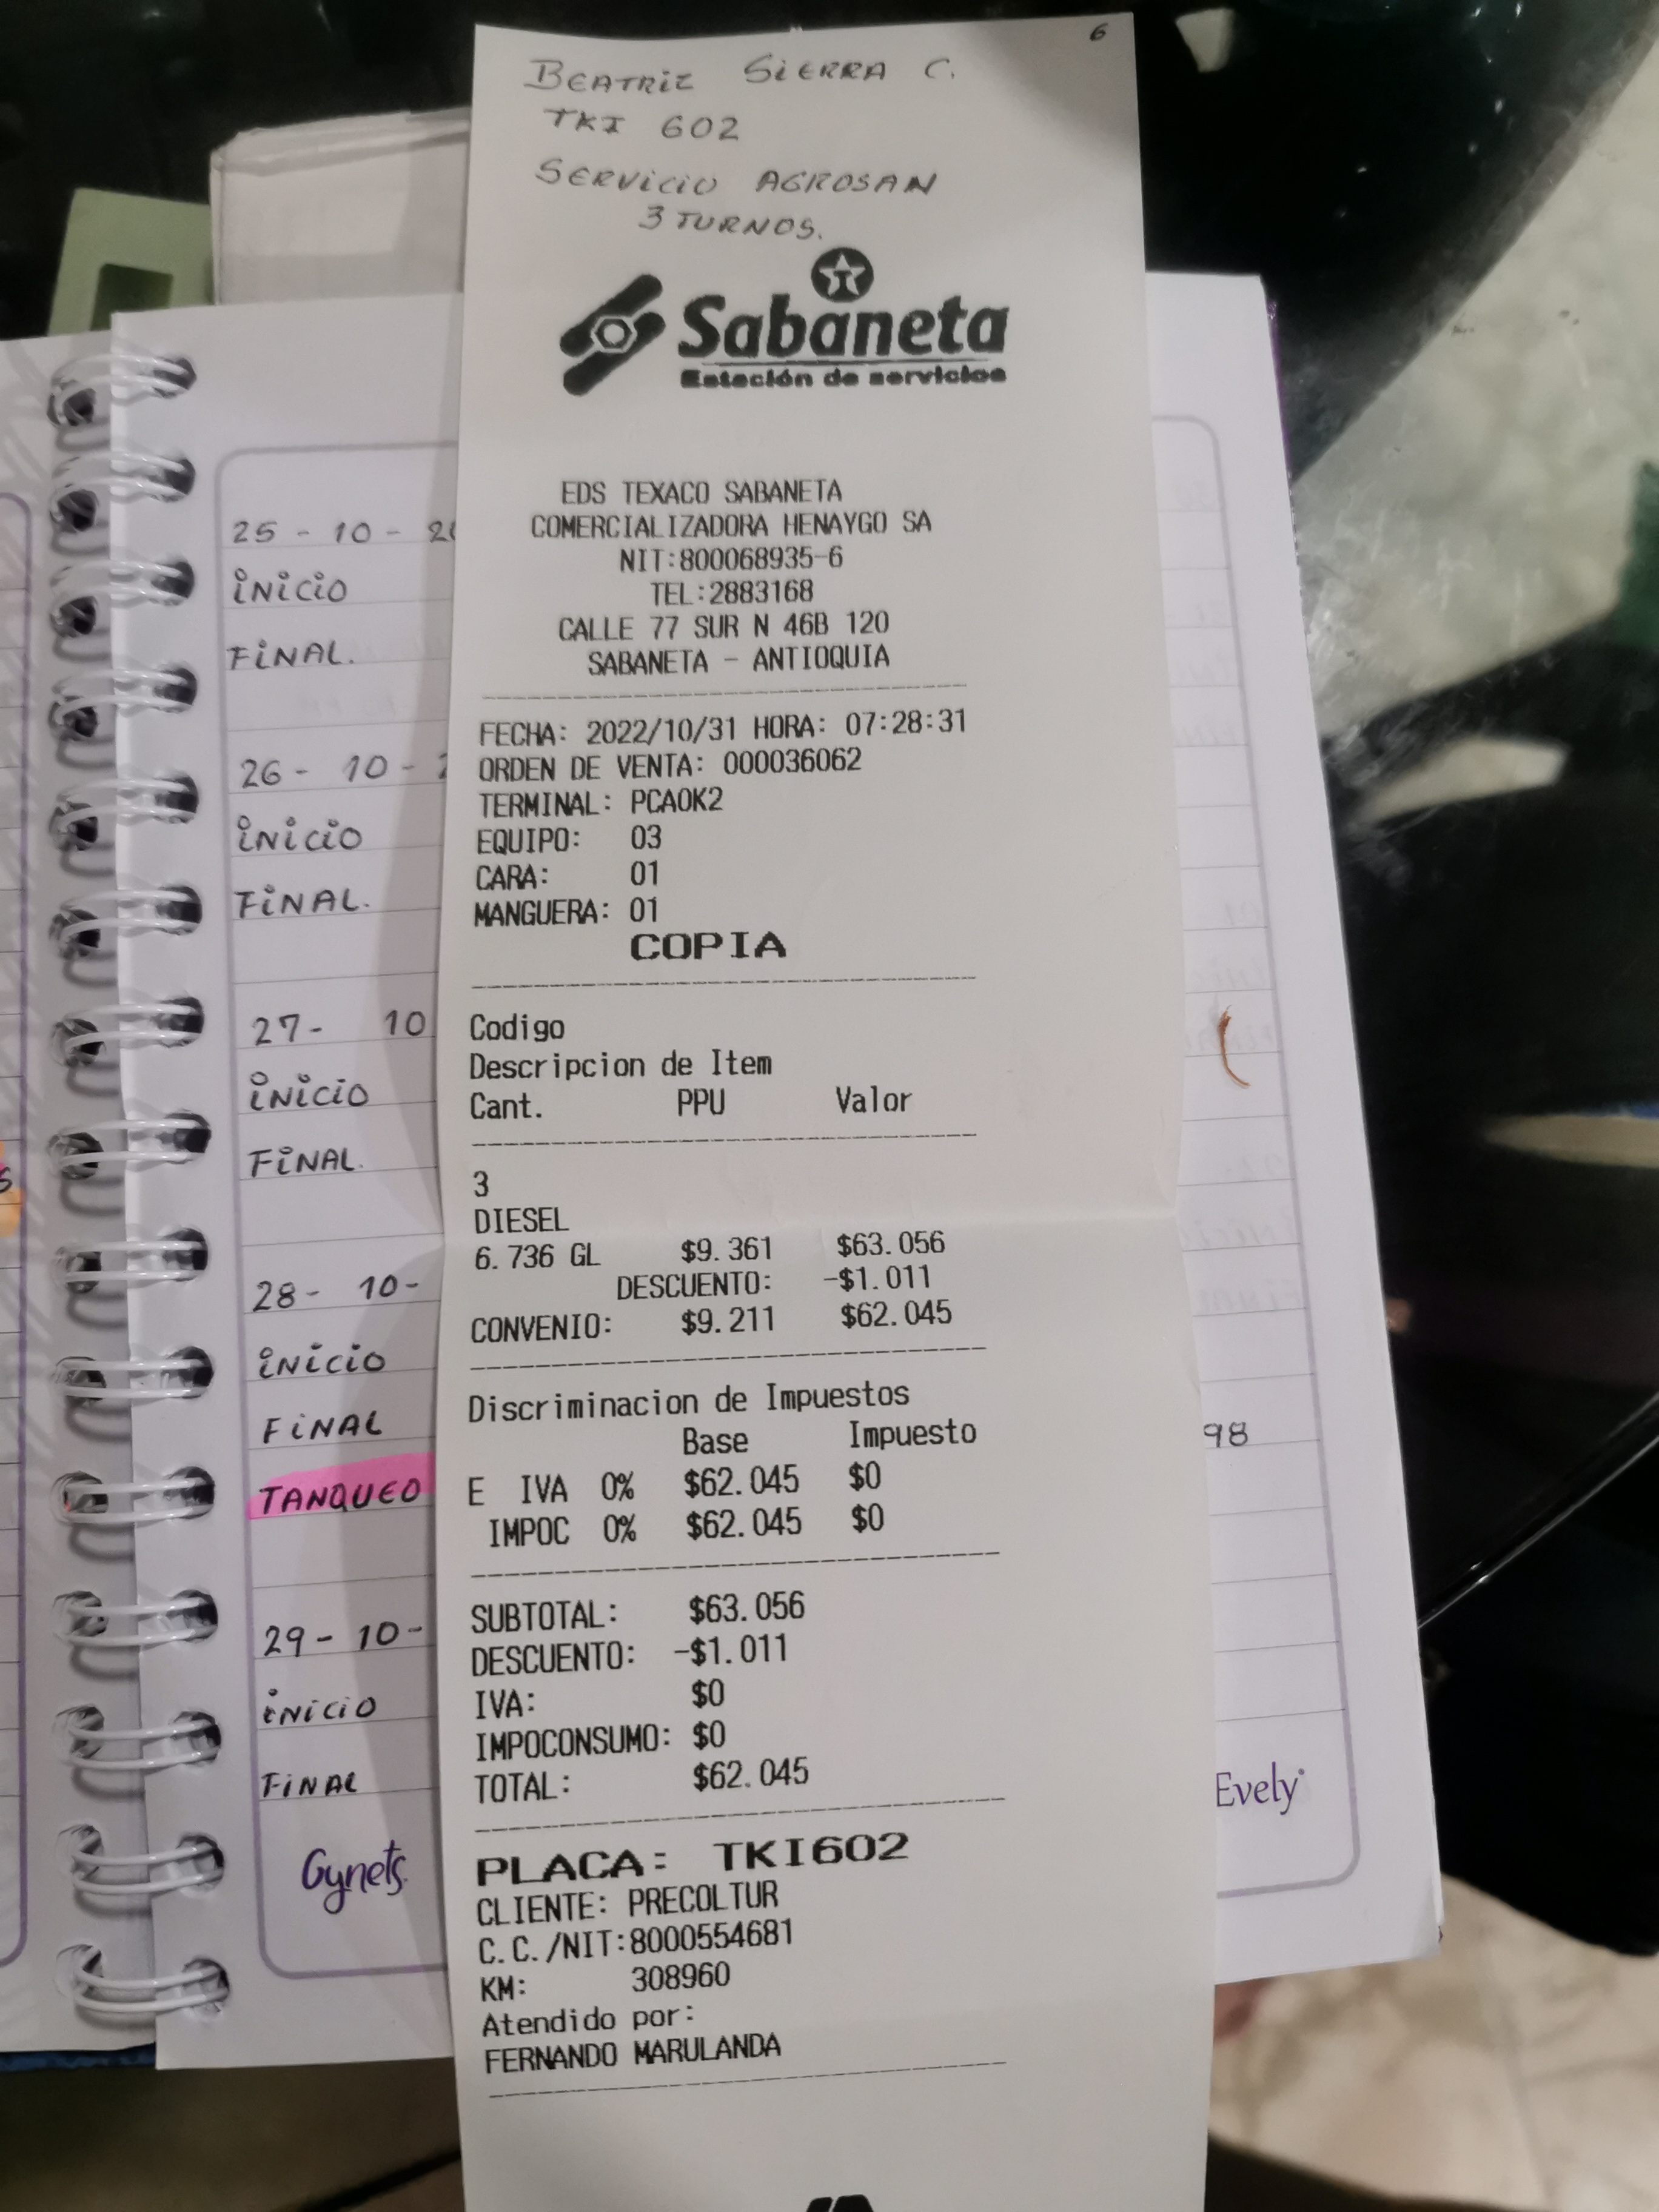 6
BEATRIZ SIERRA C.
TKI 602
SERVICIO AGROSAN
3 TURNOS.
Sabaneta
Estación de servicios
EDS TEXACO SABANETA
COMERCIALIZADORA HENAYGO SA
NIT:800068935-6
TEL:2883168
CALLE 77 SUR N 46B 120
SABANETA - ANTIOQUIA
FECHA: 2022/10/31 HORA: 07:28:31
ORDEN DE VENTA: 000036062
TERMINAL: PCAOK2
EQUIPO: 03
CARA: 01
MANGUERA: 01
COPIA
Codigo
Descripcion de Item
Cant. PPU Valor
3
DIESEL
6.736 GL $9.361 $63.056
DESCUENTO: -$1.011
CONVENIO: $9.211 $62.045
Discriminacion de Impuestos
Base Impuesto
E IVA 0% $62.045 $0
IMPOC 0% $62.045 $0
SUBTOTAL: $63.056
DESCUENTO: -$1.011
IVA: $0
IMPOCONSUMO: $0
TOTAL: $62.045
PLACA: TKI602
CLIENTE: PRECOLTUR
C.C./NIT:8000554681
KM: 308960
Atendido por:
FERNANDO MARULANDA
25 - 10 - 2
INICIO
FINAL.
26 - 10 -
INICIO
FINAL.
27 - 10
INICIO
FINAL.
28 - 10 -
INICIO
FINAL
98
TANQUEO
29 - 10 -
INICIO
FINAL
Gynets
Evely